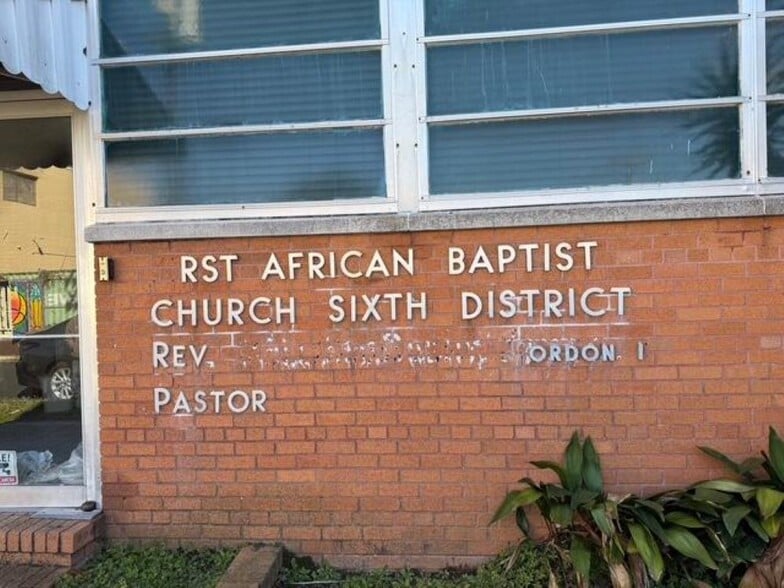 RST AFRICAN BAPTIST
CHURCH SIXTH DISTRICT
REV. ORDON I
PASTOR